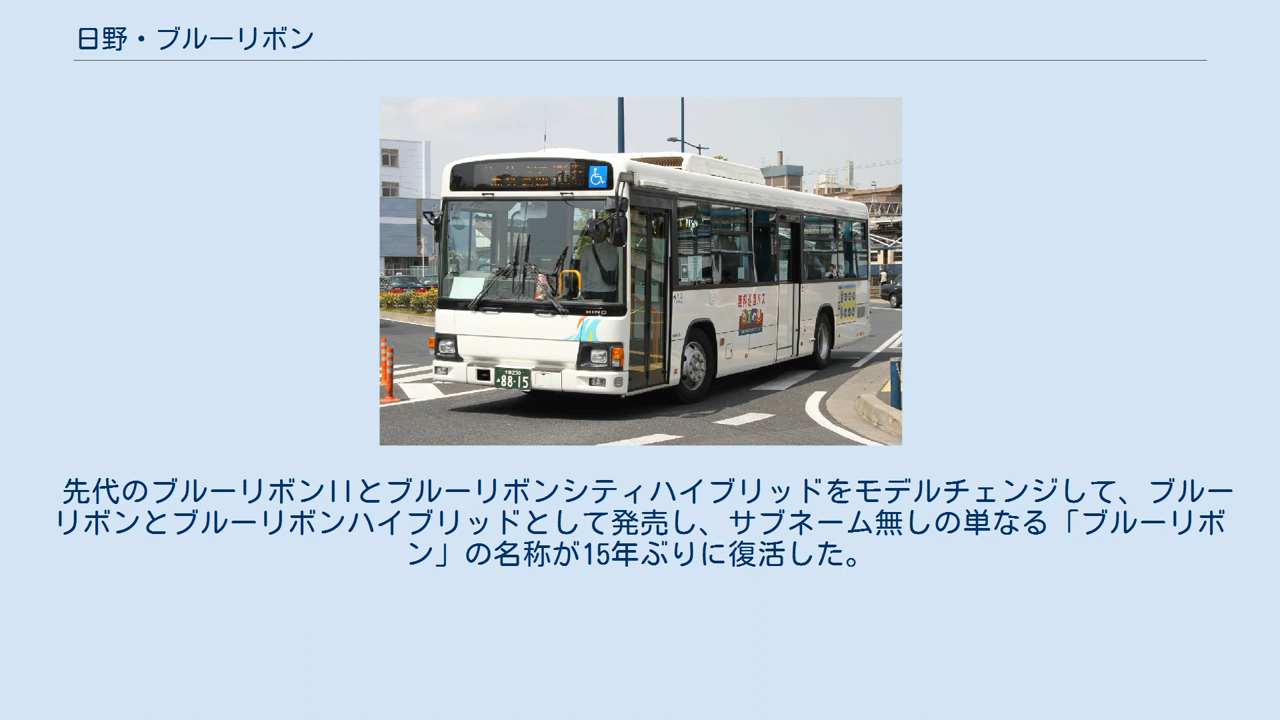 日野・ブルーリボン
HINO
88-15
先代のブルーリボンIIとブルーリボンシティハイブリッドをモデルチェンジして、ブルー
リボンとブルーリボンハイブリッドとして発売し、サブネーム無しの単なる「ブルーリボ
ン」の名称が15年ぶりに復活した。